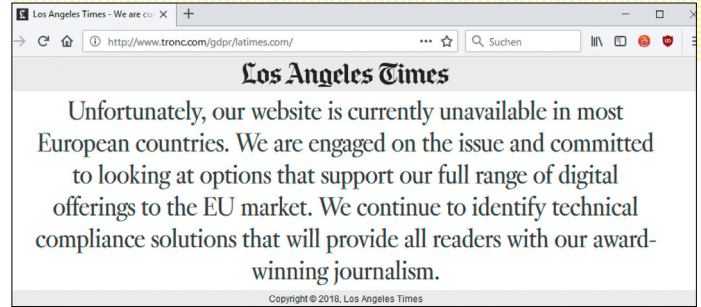 Los Angeles Times - We are cur
http://www.tronc.com/gdpr/latimes.com/
Suchen
Los Angeles Times
Unfortunately, our website is currently unavailable in most
European countries. We are engaged on the issue and committed
to looking at options that support our full range of digital
offerings to the EU market. We continue to identify technical
compliance solutions that will provide all readers with our award-
winning journalism.
Copyright © 2018, Los Angeles Times